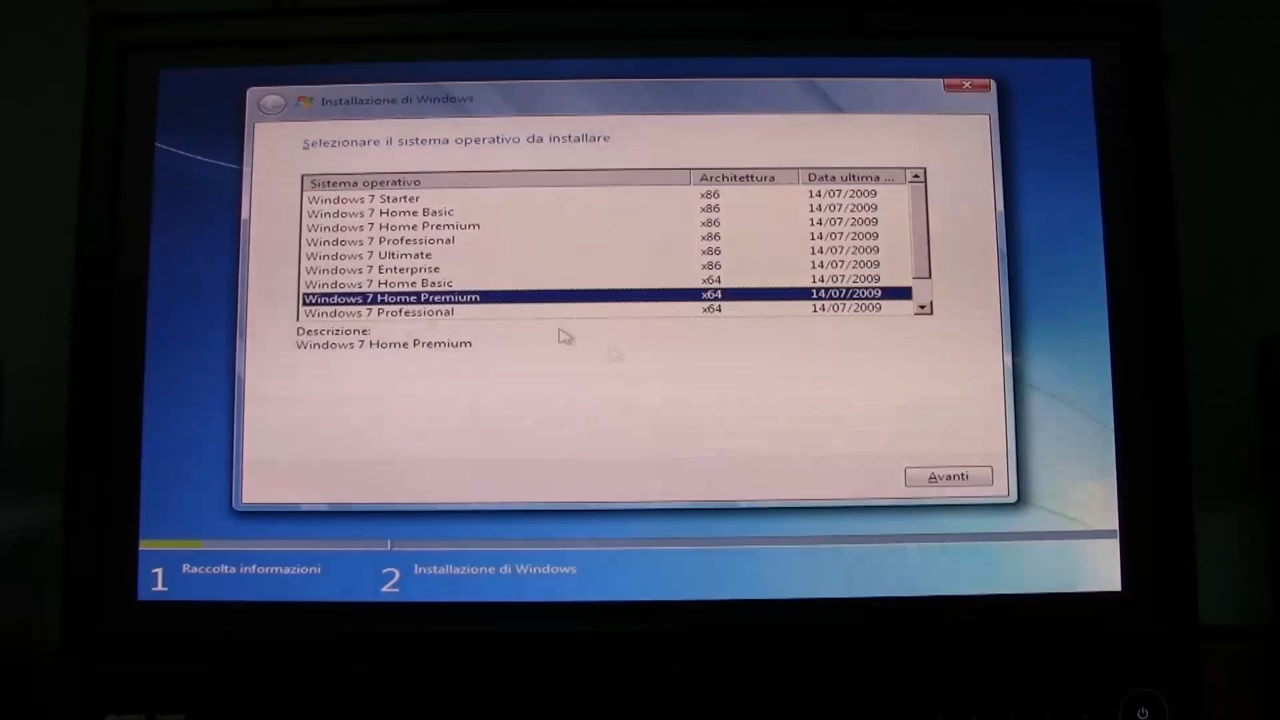 Installazione di Windows
Selezionare il sistema operativo da installare
Sistema operativo Architettura Data ultima ...
Windows 7 Starter x86 14/07/2009
Windows 7 Home Basic x86 14/07/2009
Windows 7 Home Premium x86 14/07/2009
Windows 7 Professional x86 14/07/2009
Windows 7 Ultimate x86 14/07/2009
Windows 7 Enterprise x86 14/07/2009
Windows 7 Home Basic x64 14/07/2009
Windows 7 Home Premium x64 14/07/2009
Windows 7 Professional x64 14/07/2009
Descrizione:
Windows 7 Home Premium
Avanti
1 Raccolta informazioni 2 Installazione di Windows